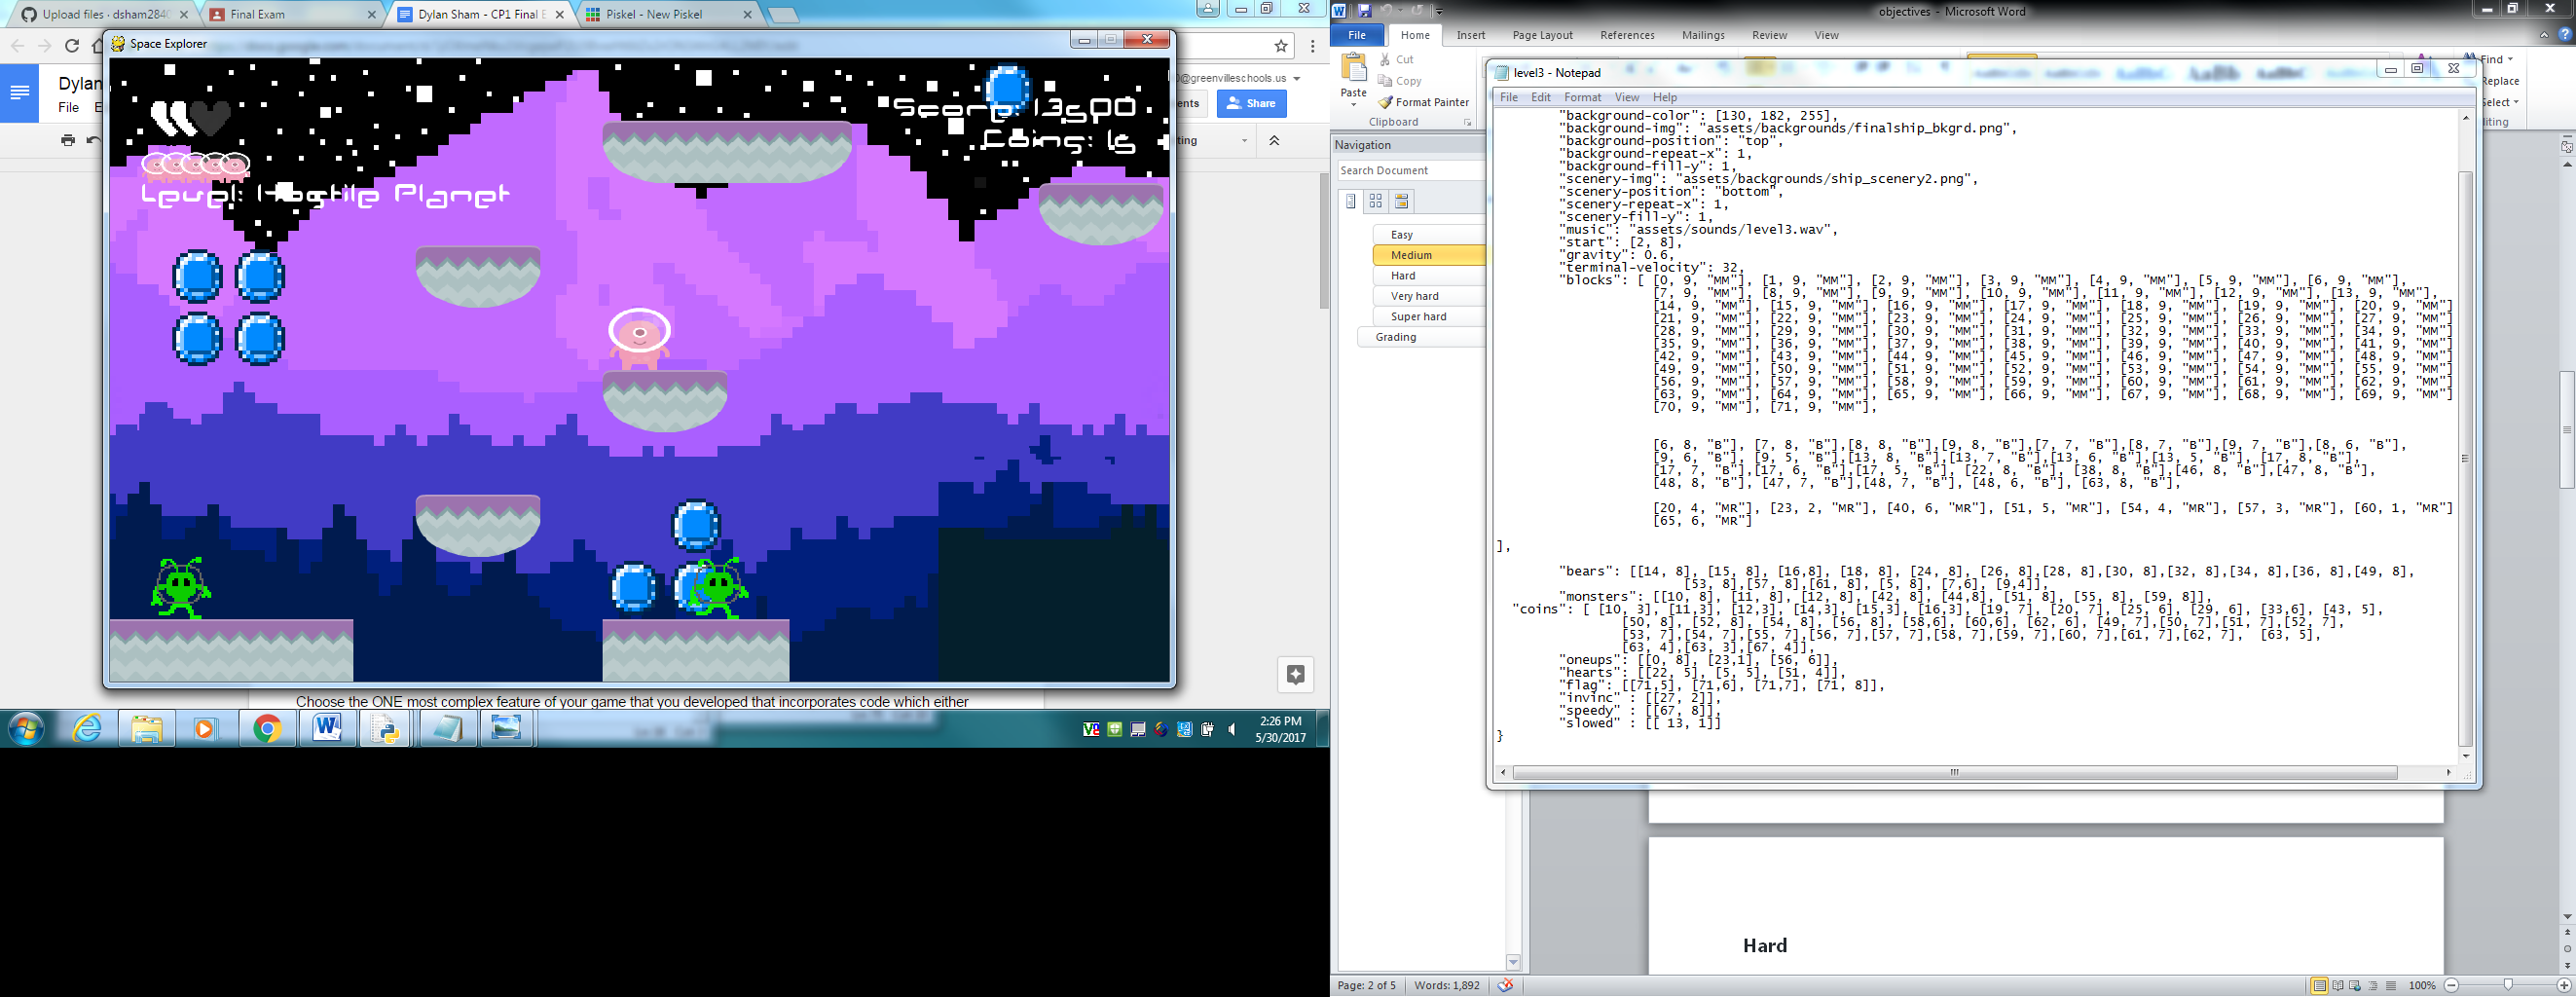 Upload files · dsham2840
Final Exam
Dylan Sham - CP1 Final E
Piskel - New Piskel
Space Explorer
@greenvilleschools.us
Dylan
File
Share
Score: 13500
Coins: 15
Level: Hostile Planet
Choose the ONE most complex feature of your game that you developed that incorporates code which either
2:26 PM
5/30/2017
objectives - Microsoft Word
File Home Insert Page Layout References Mailings Review View
Paste
Cut
Copy
Format Painter
Clipboard
Find
Replace
Select
Navigation
Search Document
Easy
Medium
Hard
Very hard
Super hard
Grading
level3 - Notepad
File Edit Format View Help
"background-color": [130, 182, 255],
"background-img": "assets/backgrounds/finalship_bkgrd.png",
"background-position": "top",
"background-repeat-x": 1,
"background-fill-y": 1,
"scenery-img": "assets/backgrounds/ship_scenery2.png",
"scenery-position": "bottom",
"scenery-repeat-x": 1,
"scenery-fill-y": 1,
"music": "assets/sounds/level3.wav",
"start": [2, 8],
"gravity": 0.6,
"terminal-velocity": 32,
"blocks": [ [0, 9, "MM"], [1, 9, "MM"], [2, 9, "MM"], [3, 9, "MM"], [4, 9, "MM"], [5, 9, "MM"], [6, 9, "MM"],
[7, 9, "MM"], [8, 9, "MM"], [9, 9, "MM"], [10, 9, "MM"], [11, 9, "MM"], [12, 9, "MM"], [13, 9, "MM"],
[14, 9, "MM"], [15, 9, "MM"], [16, 9, "MM"], [17, 9, "MM"], [18, 9, "MM"], [19, 9, "MM"], [20, 9, "MM"]
[21, 9, "MM"], [22, 9, "MM"], [23, 9, "MM"], [24, 9, "MM"], [25, 9, "MM"], [26, 9, "MM"], [27, 9, "MM"]
[28, 9, "MM"], [29, 9, "MM"], [30, 9, "MM"], [31, 9, "MM"], [32, 9, "MM"], [33, 9, "MM"], [34, 9, "MM"]
[35, 9, "MM"], [36, 9, "MM"], [37, 9, "MM"], [38, 9, "MM"], [39, 9, "MM"], [40, 9, "MM"], [41, 9, "MM"]
[42, 9, "MM"], [43, 9, "MM"], [44, 9, "MM"], [45, 9, "MM"], [46, 9, "MM"], [47, 9, "MM"], [48, 9, "MM"]
[49, 9, "MM"], [50, 9, "MM"], [51, 9, "MM"], [52, 9, "MM"], [53, 9, "MM"], [54, 9, "MM"], [55, 9, "MM"]
[56, 9, "MM"], [57, 9, "MM"], [58, 9, "MM"], [59, 9, "MM"], [60, 9, "MM"], [61, 9, "MM"], [62, 9, "MM"]
[63, 9, "MM"], [64, 9, "MM"], [65, 9, "MM"], [66, 9, "MM"], [67, 9, "MM"], [68, 9, "MM"], [69, 9, "MM"]
[70, 9, "MM"], [71, 9, "MM"],
[6, 8, "B"], [7, 8, "B"],[8, 8, "B"],[9, 8, "B"],[7, 7, "B"],[8, 7, "B"],[9, 7, "B"],[8, 6, "B"],
[9, 6, "B"], [9, 5, "B"],[13, 8, "B"],[13, 7, "B"],[13, 6, "B"],[13, 5, "B"], [17, 8, "B"],
[17, 7, "B"],[17, 6, "B"],[17, 5, "B"], [22, 8, "B"], [38, 8, "B"],[46, 8, "B"],[47, 8, "B"],
[48, 8, "B"], [47, 7, "B"],[48, 7, "B"], [48, 6, "B"], [63, 8, "B"],
[20, 4, "MR"], [23, 2, "MR"], [40, 6, "MR"], [51, 5, "MR"], [54, 4, "MR"], [57, 3, "MR"], [60, 1, "MR"]
[65, 6, "MR"]
],
"bears": [[14, 8], [15, 8], [16,8], [18, 8], [24, 8], [26, 8],[28, 8],[30, 8],[32, 8],[34, 8],[36, 8],[49, 8],
[53, 8],[57, 8],[61, 8], [5, 8], [7,6], [9,4]],
"monsters": [[10, 8], [11, 8], [12, 8], [42, 8], [44,8], [51, 8], [55, 8], [59, 8]],
"coins": [ [10, 3], [11,3], [12,3], [14,3], [15,3], [16,3], [19, 7], [20, 7], [25, 6], [29, 6], [33,6], [43, 5],
[50, 8], [52, 8], [54, 8], [56, 8], [58,6], [60,6], [62, 6], [49, 7],[50, 7],[51, 7],[52, 7],
[53, 7],[54, 7],[55, 7],[56, 7],[57, 7],[58, 7],[59, 7],[60, 7],[61, 7],[62, 7], [63, 5],
[63, 4],[63, 3],[67, 4]],
"oneups": [[0, 8], [23,1], [56, 6]],
"hearts": [[22, 5], [5, 5], [51, 4]],
"flag": [[71,5], [71,6], [71,7], [71, 8]],
"invinc" : [[27, 2]],
"speedy" : [[67, 8]],
"slowed" : [[ 13, 1]]
}
Hard
Page: 2 of 5
Words: 1,892
100%